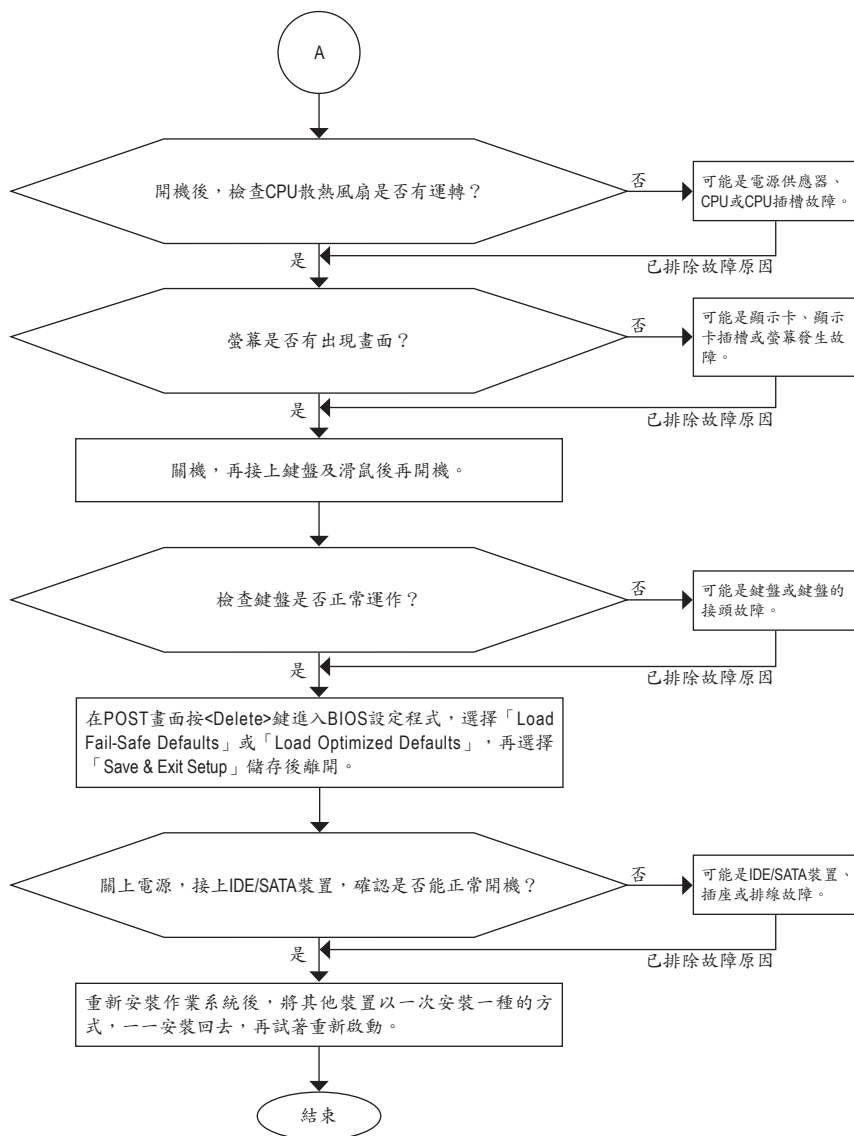 A
開機後，檢查CPU散熱風扇是否有運轉？
否
可能是電源供應器、
CPU或CPU插槽故障。
是
已排除故障原因
螢幕是否有出現畫面？
否
可能是顯示卡、顯示
卡插槽或螢幕發生故
障。
是
已排除故障原因
關機，再接上鍵盤及滑鼠後再開機。
檢查鍵盤是否正常運作？
否
可能是鍵盤或鍵盤的
接頭故障。
是
已排除故障原因
在POST畫面按<Delete>鍵進入BIOS設定程式，選擇「Load
Fail-Safe Defaults」或「Load Optimized Defaults」，再選擇
「Save & Exit Setup」儲存後離開。
關上電源，接上IDE/SATA裝置，確認是否能正常開機？
否
可能是IDE/SATA裝置、
插座或排線故障。
是
已排除故障原因
重新安裝作業系統後，將其他裝置以一次安裝一種的方
式，一一安裝回去，再試著重新啟動。
結束